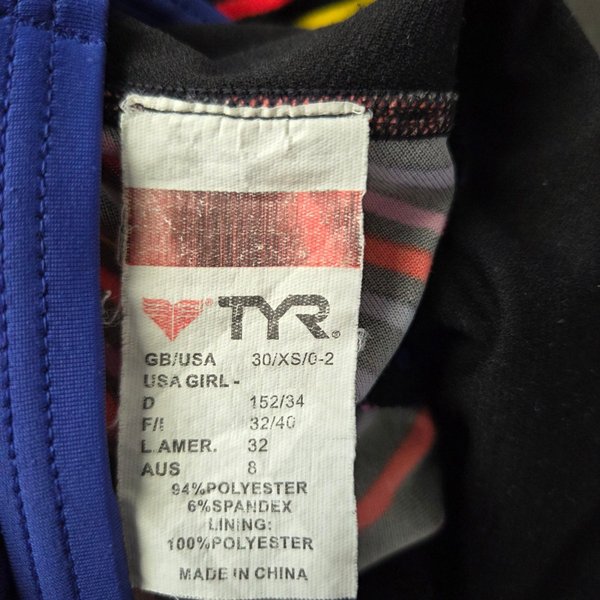 TYR®
GB/USA 30/XS/0-2
USA GIRL -
D 152/34
F/I 32/40
L.AMER. 32
AUS 8
94%POLYESTER
6%SPANDEX
LINING:
100%POLYESTER
MADE IN CHINA